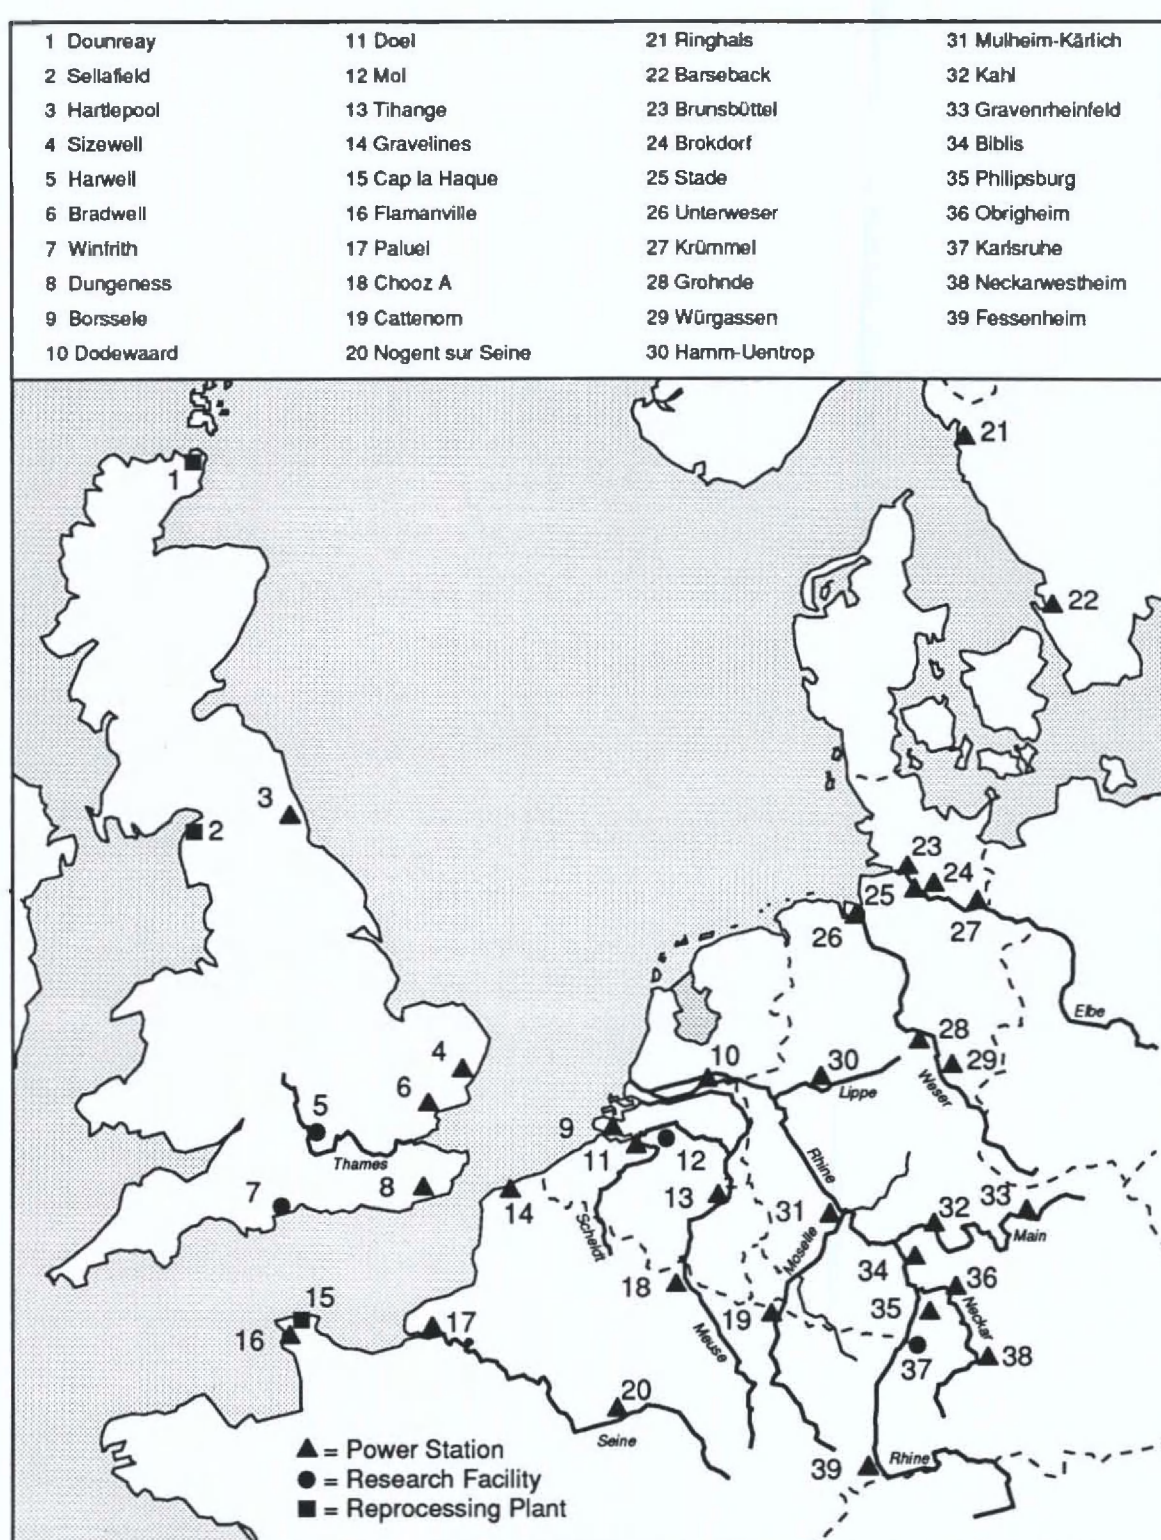 1 Dounreay
2 Sellafield
3 Hartlepool
4 Sizewell
5 Harwell
6 Bradwell
7 Winfrith
8 Dungeness
9 Borssele
10 Dodewaard
11 Doel
12 Mol
13 Tihange
14 Gravelines
15 Cap la Haque
16 Flamanville
17 Paluel
18 Chooz A
19 Cattenom
20 Nogent sur Seine
21 Ringhals
22 Barseback
23 Brunsbüttel
24 Brokdorf
25 Stade
26 Unterweser
27 Krümmel
28 Grohnde
29 Würgassen
30 Hamm-Uentrop
31 Mulheim-Kärlich
32 Kahl
33 Gravenrheinfeld
34 Biblis
35 Philipsburg
36 Obrigheim
37 Karlsruhe
38 Neckarwestheim
39 Fessenheim
21
1
22
3
2
23
24
25
26
27
Elbe
28
4
10
30
29
Lippe
Weser
6
5
9
11
12
Thames
Rhine
8
7
13
14
31
32
33
Scheldt
Main
Moselle
34
18
36
15
35
16
17
19
Neckar
Meuse
37
38
20
Seine
39
Rhine
▲ = Power Station
● = Research Facility
■ = Reprocessing Plant